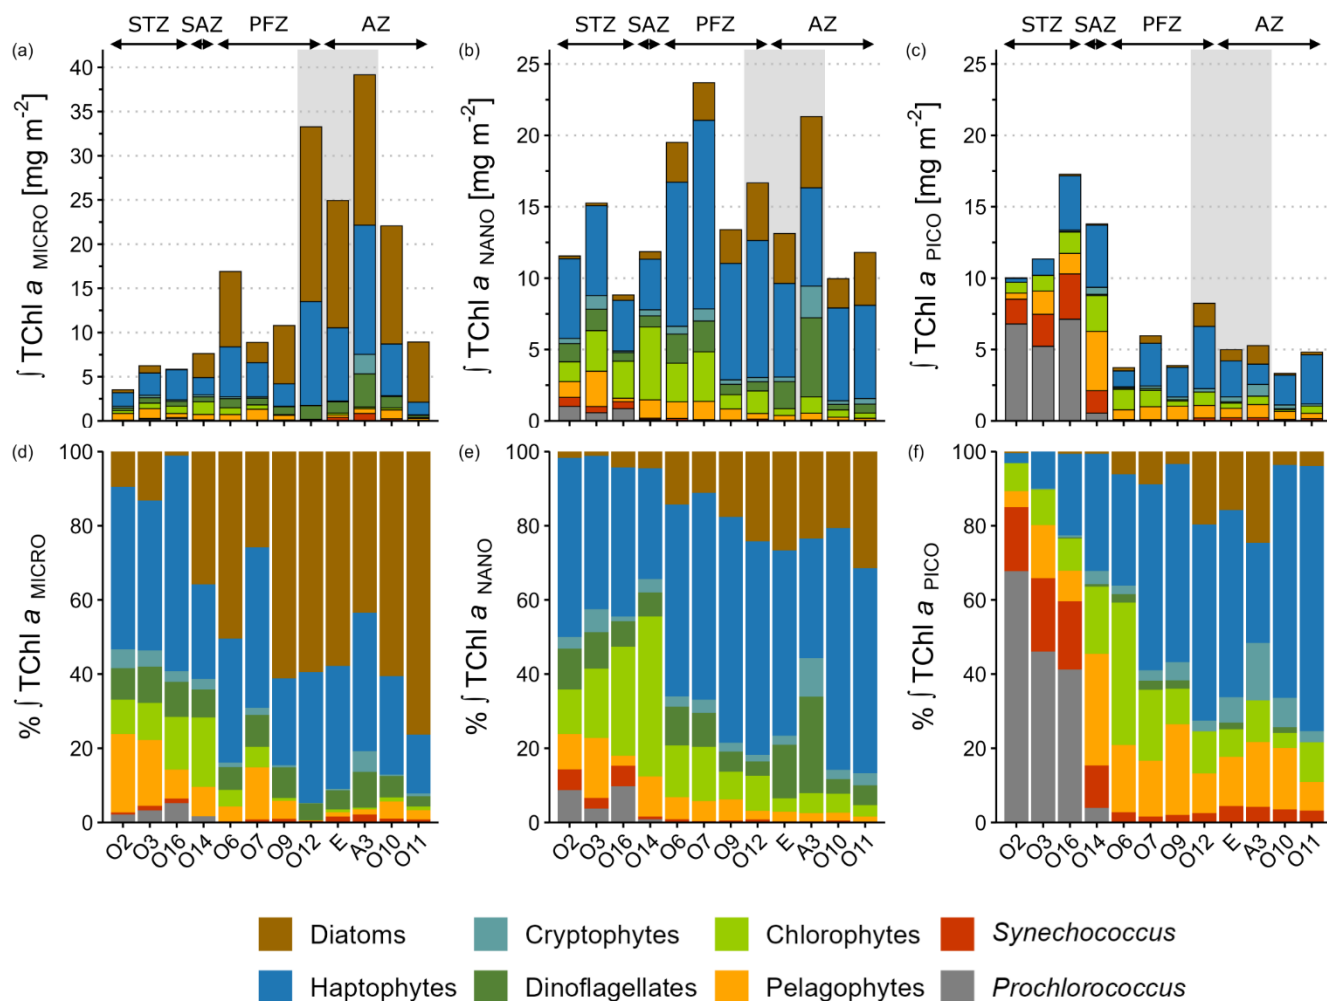 STZ SAZ PFZ AZ
STZ SAZ PFZ AZ
STZ SAZ PFZ AZ
(a)
∫ TChl a MICRO [mg m-2]
40
35
30
25
20
15
10
5
0
(b)
∫ TChl a NANO [mg m-2]
25
20
15
10
5
0
(c)
∫ TChl a PICO [mg m-2]
25
20
15
10
5
0
(d)
% ∫ TChl a MICRO
100
80
60
40
20
0
O2 O3 O16 O14 O6 O7 O9 O12 E A3 O10 O11
(e)
% ∫ TChl a NANO
100
80
60
40
20
0
O2 O3 O16 O14 O6 O7 O9 O12 E A3 O10 O11
(f)
% ∫ TChl a PICO
100
80
60
40
20
0
O2 O3 O16 O14 O6 O7 O9 O12 E A3 O10 O11
Diatoms Cryptophytes Chlorophytes Synechococcus
Haptophytes Dinoflagellates Pelagophytes Prochlorococcus